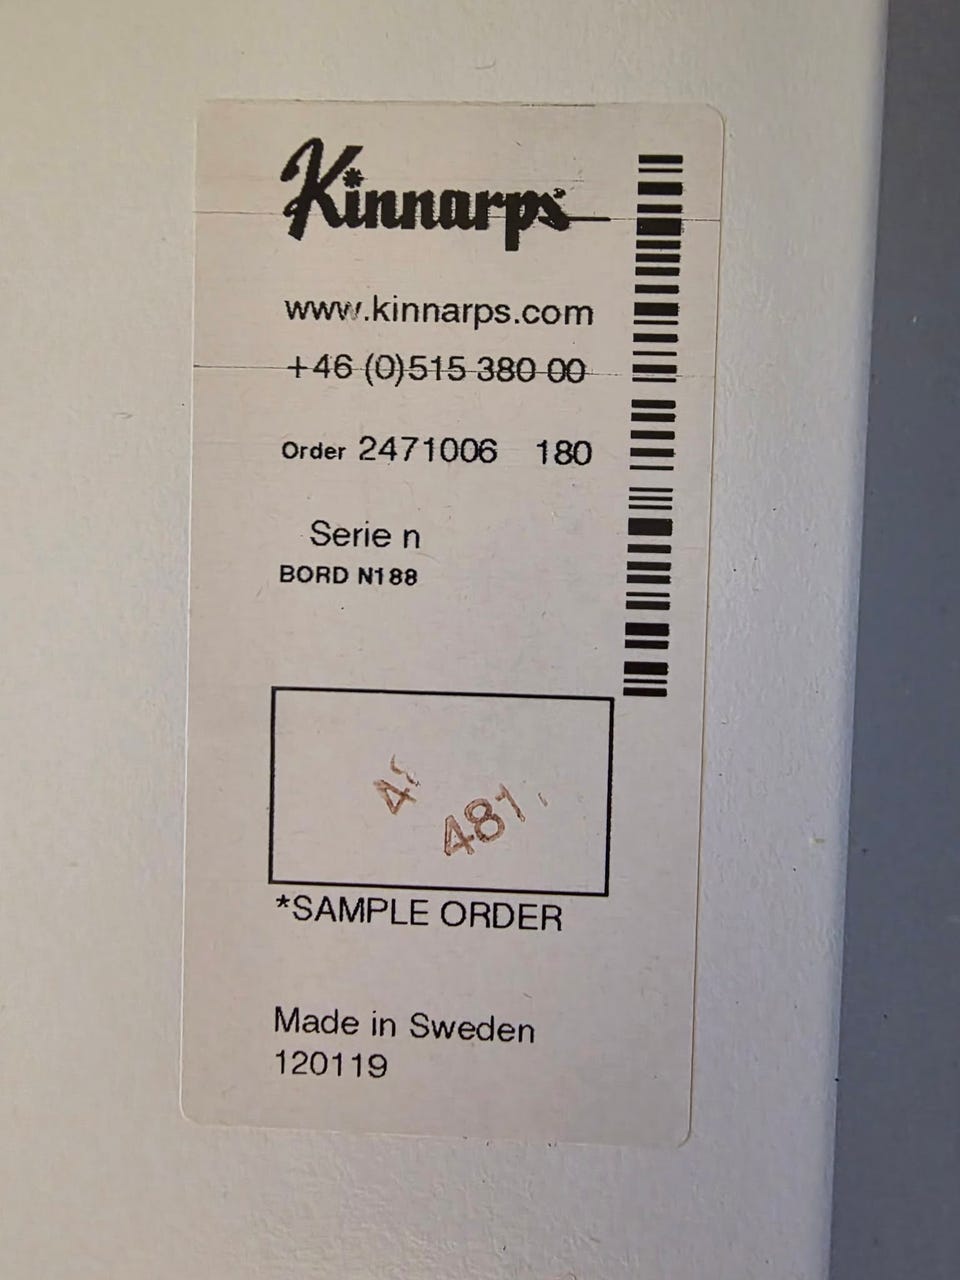 Kinnarps
www.kinnarps.com
+46 (0)515 380 00
Order 2471006 180
Serie n
BORD N188
481
*SAMPLE ORDER
Made in Sweden
120119